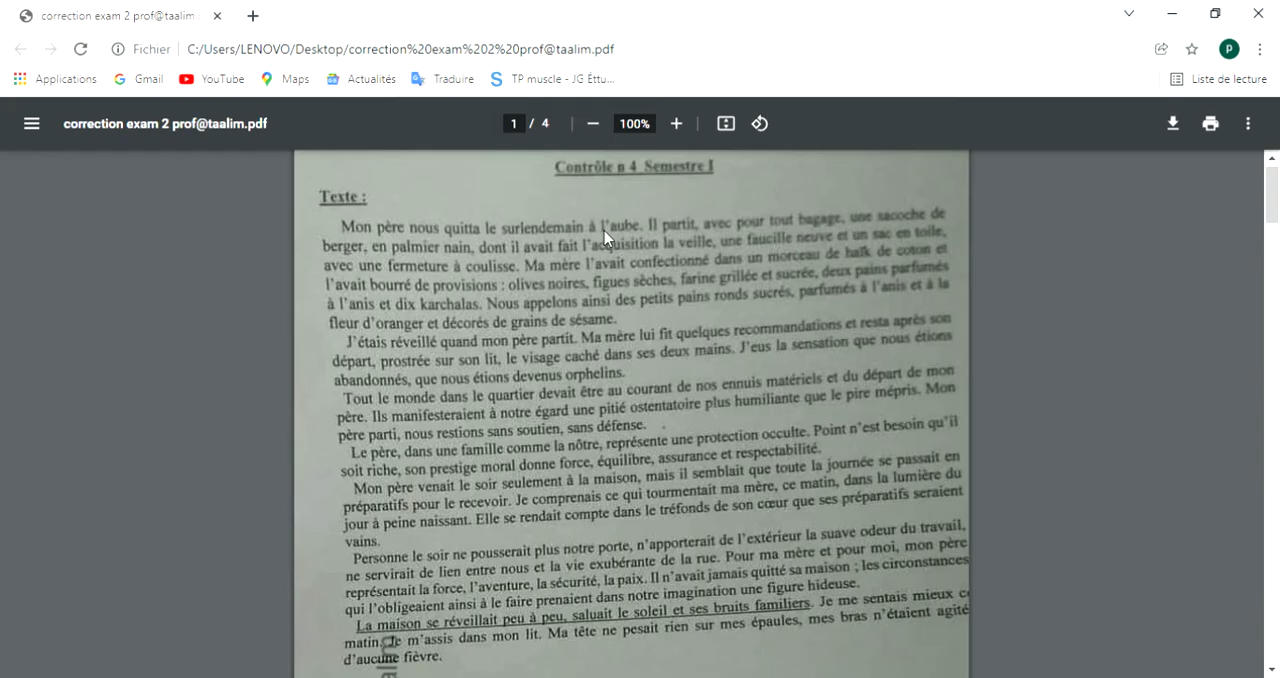 correction exam 2 prof@taalim
Fichier C:/Users/LENOVO/Desktop/correction%20exam%202%20prof@taalim.pdf
P
Applications Gmail YouTube Maps Actualités Traduire TP muscle - JG Éttu... Liste de lecture
correction exam 2 prof@taalim.pdf 1 / 4 100%
Contrôle n 4 Semestre I
Texte :
Mon père nous quitta le surlendemain à l'aube. Il partit, avec pour tout bagage, une sacoche de
berger, en palmier nain, dont il avait fait l'acquisition la veille, une faucille neuve et un sac en toile,
avec une fermeture à coulisse. Ma mère l'avait confectionné dans un morceau de haïk de coton et
l'avait bourré de provisions : olives noires, figues sèches, farine grillée et sucrée, deux pains parfumés
à l'anis et dix karchalas. Nous appelons ainsi des petits pains ronds sucrés, parfumés à l'anis et à la
fleur d'oranger et décorés de grains de sésame.
J'étais réveillé quand mon père partit. Ma mère lui fit quelques recommandations et resta après son
départ, prostrée sur son lit, le visage caché dans ses deux mains. J'eus la sensation que nous étions
abandonnés, que nous étions devenus orphelins.
Tout le monde dans le quartier devait être au courant de nos ennuis matériels et du départ de mon
père. Ils manifesteraient à notre égard une pitié ostentatoire plus humiliante que le pire mépris. Mon
père parti, nous restions sans soutien, sans défense.
Le père, dans une famille comme la nôtre, représente une protection occulte. Point n'est besoin qu'il
soit riche, son prestige moral donne force, équilibre, assurance et respectabilité.
Mon père venait le soir seulement à la maison, mais il semblait que toute la journée se passait en
préparatifs pour le recevoir. Je comprenais ce qui tourmentait ma mère, ce matin, dans la lumière du
jour à peine naissant. Elle se rendait compte dans le tréfonds de son cœur que ses préparatifs seraient
vains.
Personne le soir ne pousserait plus notre porte, n'apporterait de l'extérieur la suave odeur du travail,
ne servirait de lien entre nous et la vie exubérante de la rue. Pour ma mère et pour moi, mon père
représentait la force, l'aventure, la sécurité, la paix. Il n'avait jamais quitté sa maison ; les circonstances
qui l'obligeaient ainsi à le faire prenaient dans notre imagination une figure hideuse.
La maison se réveillait peu à peu, saluait le soleil et ses bruits familiers. Je me sentais mieux c
matin. Je m'assis dans mon lit. Ma tête ne pesait rien sur mes épaules, mes bras n'étaient agité
d'aucune fièvre.